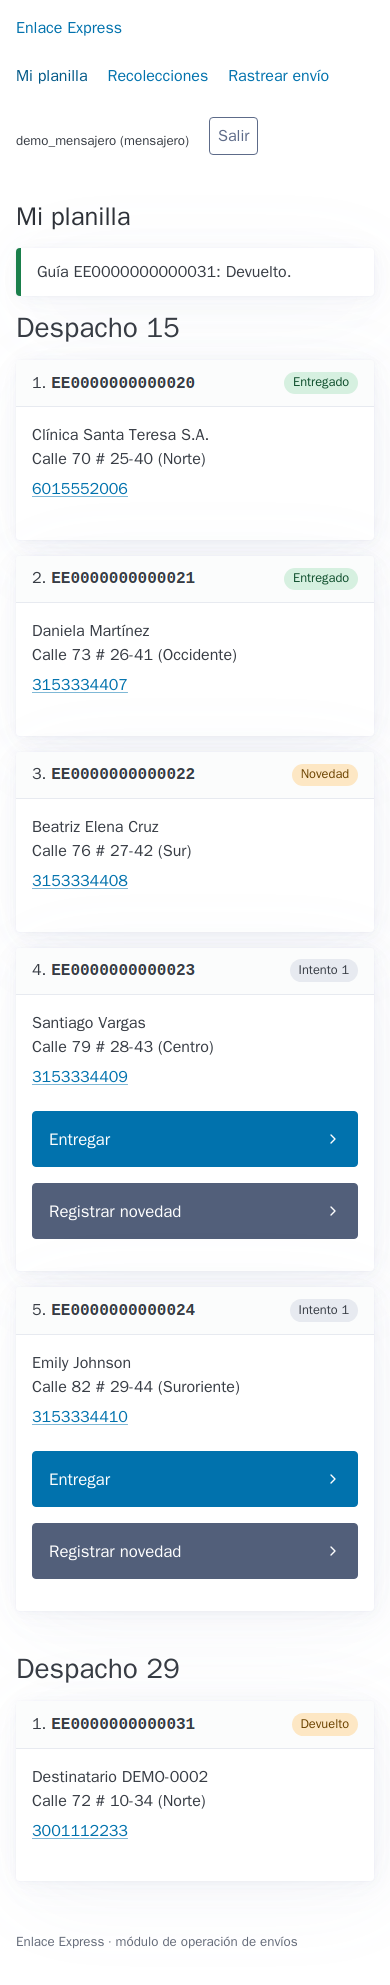 Enlace Express
Mi planilla Recolecciones Rastrear envío
demo_mensajero (mensajero) Salir
Mi planilla
Guía EE0000000000031: Devuelto.
Despacho 15
1. EE0000000000020 Entregado
Clínica Santa Teresa S.A.
Calle 70 # 25-40 (Norte)
6015552006
2. EE0000000000021 Entregado
Daniela Martínez
Calle 73 # 26-41 (Occidente)
3153334407
3. EE0000000000022 Novedad
Beatriz Elena Cruz
Calle 76 # 27-42 (Sur)
3153334408
4. EE0000000000023 Intento 1
Santiago Vargas
Calle 79 # 28-43 (Centro)
3153334409
Entregar
Registrar novedad
5. EE0000000000024 Intento 1
Emily Johnson
Calle 82 # 29-44 (Suroriente)
3153334410
Entregar
Registrar novedad
Despacho 29
1. EE0000000000031 Devuelto
Destinatario DEMO-0002
Calle 72 # 10-34 (Norte)
3001112233
Enlace Express · módulo de operación de envíos